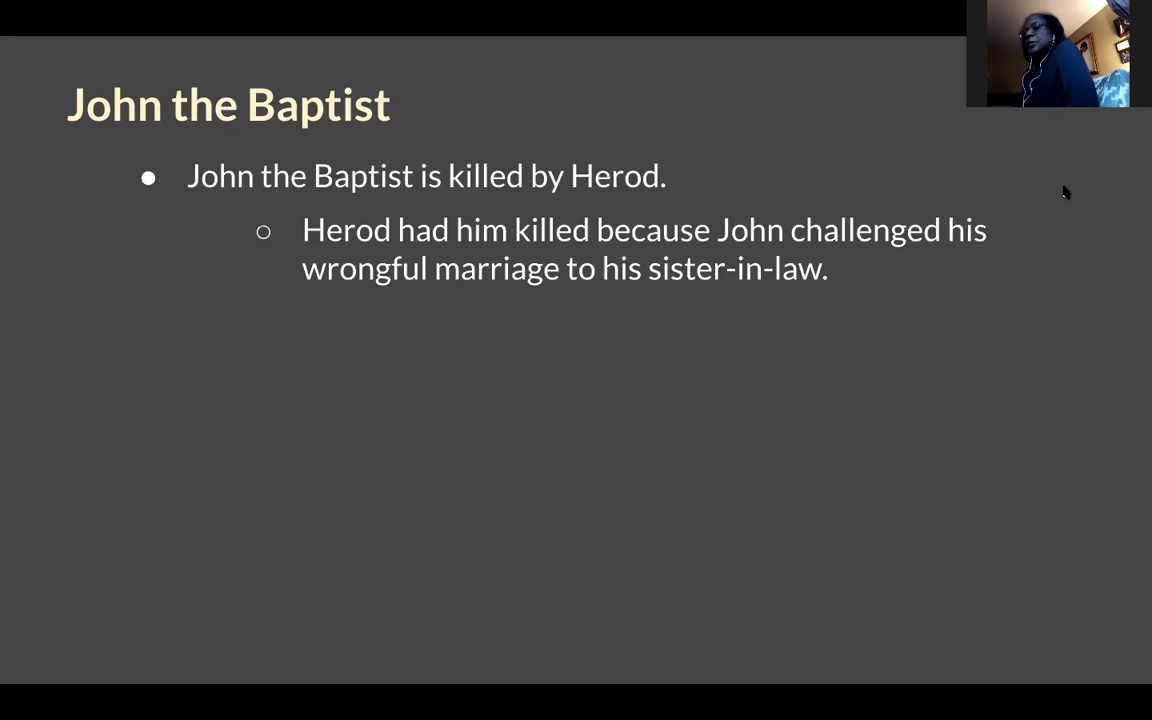 John the Baptist
● John the Baptist is killed by Herod.
○ Herod had him killed because John challenged his
wrongful marriage to his sister-in-law.